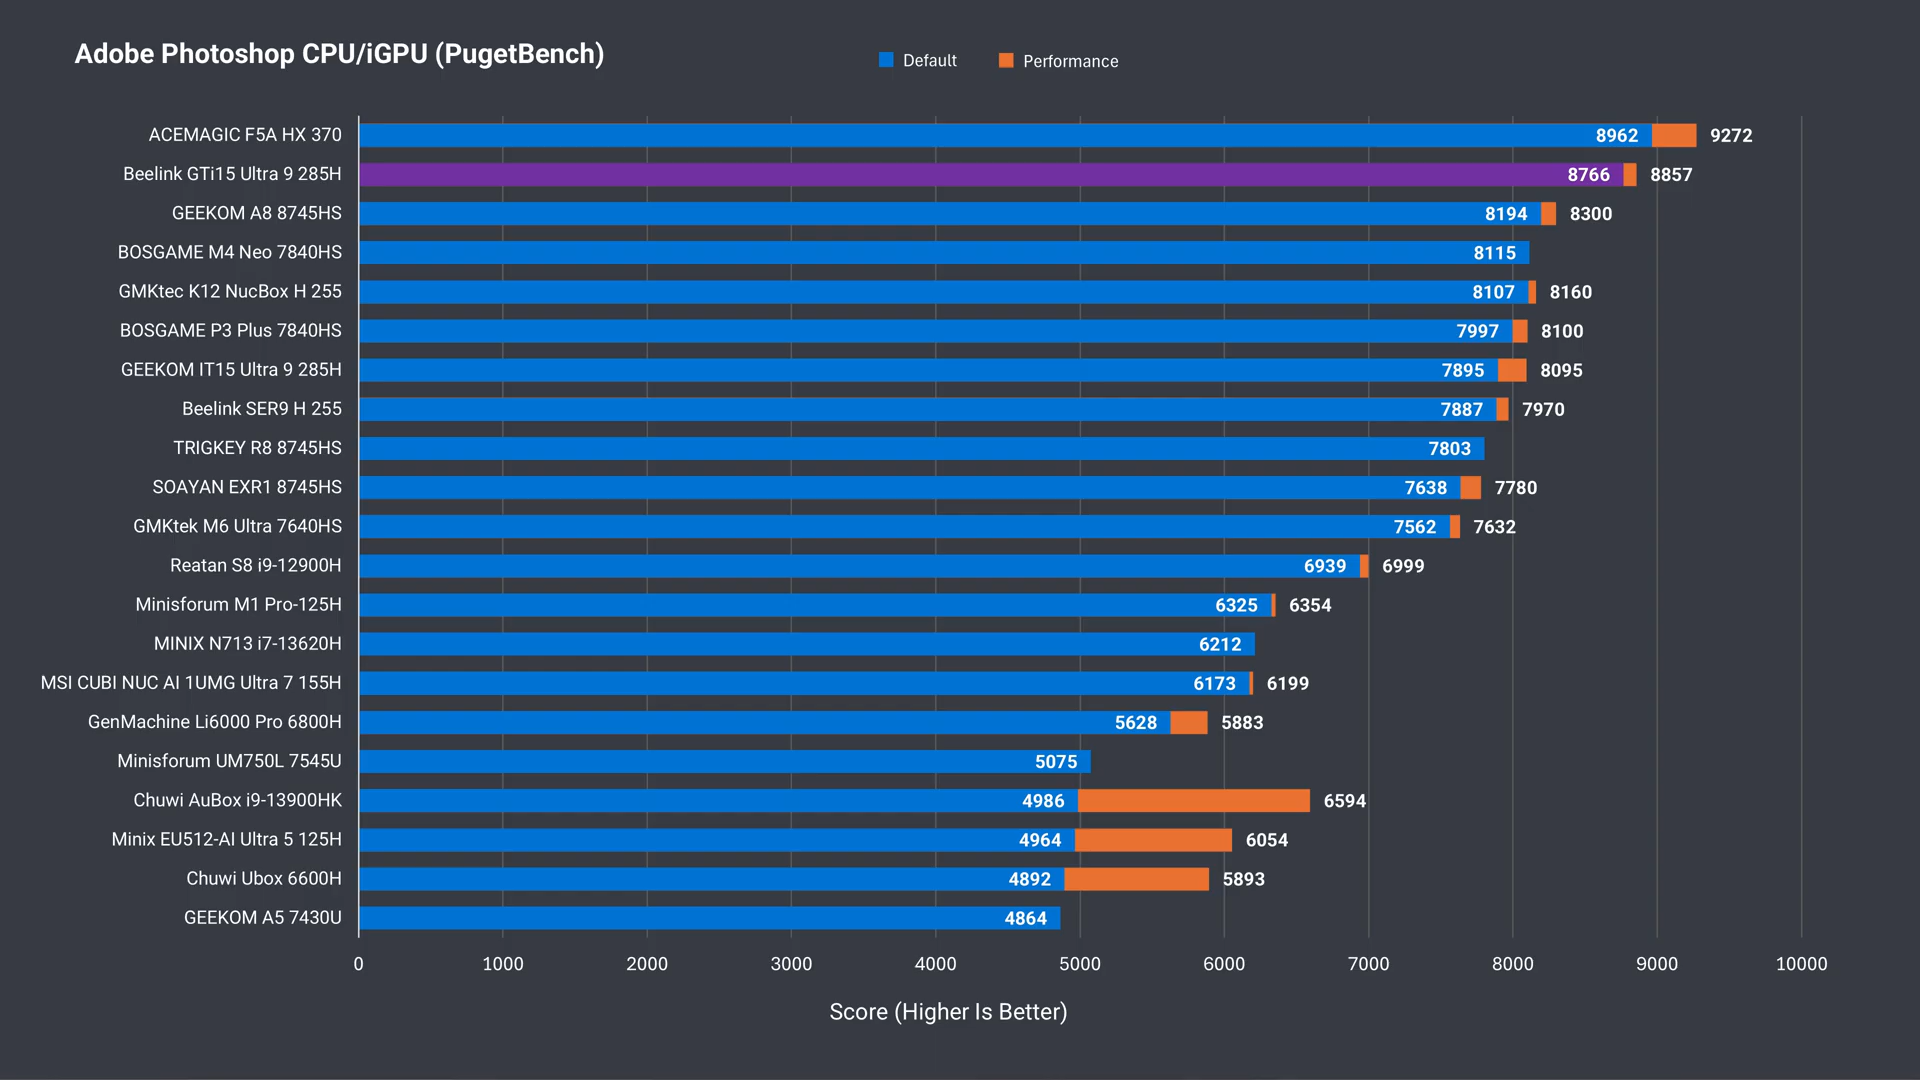 Adobe Photoshop CPU/iGPU (PugetBench)
Default Performance
ACEMAGIC F5A HX 370 8962 9272
Beelink GTi15 Ultra 9 285H 8766 8857
GEEKOM A8 8745HS 8194 8300
BOSGAME M4 Neo 7840HS 8115
GMKtec K12 NucBox H 255 8107 8160
BOSGAME P3 Plus 7840HS 7997 8100
GEEKOM IT15 Ultra 9 285H 7895 8095
Beelink SER9 H 255 7887 7970
TRIGKEY R8 8745HS 7803
SOAYAN EXR1 8745HS 7638 7780
GMKtek M6 Ultra 7640HS 7562 7632
Reatan S8 i9-12900H 6939 6999
Minisforum M1 Pro-125H 6325 6354
MINIX N713 i7-13620H 6212
MSI CUBI NUC AI 1UMG Ultra 7 155H 6173 6199
GenMachine Li6000 Pro 6800H 5628 5883
Minisforum UM750L 7545U 5075
Chuwi AuBox i9-13900HK 4986 6594
Minix EU512-AI Ultra 5 125H 4964 6054
Chuwi Ubox 6600H 4892 5893
GEEKOM A5 7430U 4864
0 1000 2000 3000 4000 5000 6000 7000 8000 9000 10000
Score (Higher Is Better)